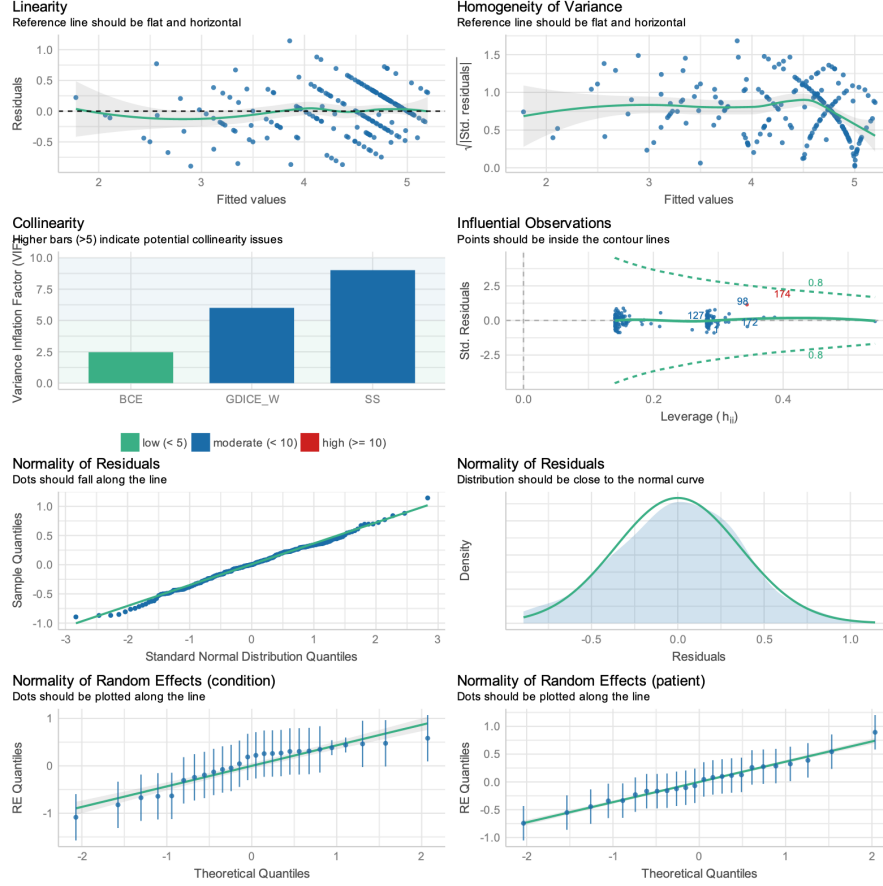 Linearity
Reference line should be flat and horizontal
Residuals
1.0
0.5
0.0
-0.5
2
3
4
5
Fitted values
Homogeneity of Variance
Reference line should be flat and horizontal
√|Std. residuals|
1.5
1.0
0.5
0.0
2
3
4
5
Fitted values
Collinearity
Higher bars (>5) indicate potential collinearity issues
Variance Inflation Factor (VIF)
10.0
7.5
5.0
2.5
0.0
BCE
GDICE_W
SS
low (< 5)
moderate (< 10)
high (>= 10)
Influential Observations
Points should be inside the contour lines
Std. Residuals
2.5
0.0
-2.5
0.8
174
98
127
172
0.8
0.0
0.2
0.4
Leverage (hii)
Normality of Residuals
Dots should fall along the line
Sample Quantiles
1.0
0.5
0.0
-0.5
-1.0
-3
-2
-1
0
1
2
3
Standard Normal Distribution Quantiles
Normality of Residuals
Distribution should be close to the normal curve
Density
-0.5
0.0
0.5
1.0
Residuals
Normality of Random Effects (condition)
Dots should be plotted along the line
RE Quantiles
1
0
-1
-2
-1
0
1
2
Theoretical Quantiles
Normality of Random Effects (patient)
Dots should be plotted along the line
RE Quantiles
1.0
0.5
0.0
-0.5
-1.0
-2
-1
0
1
2
Theoretical Quantiles